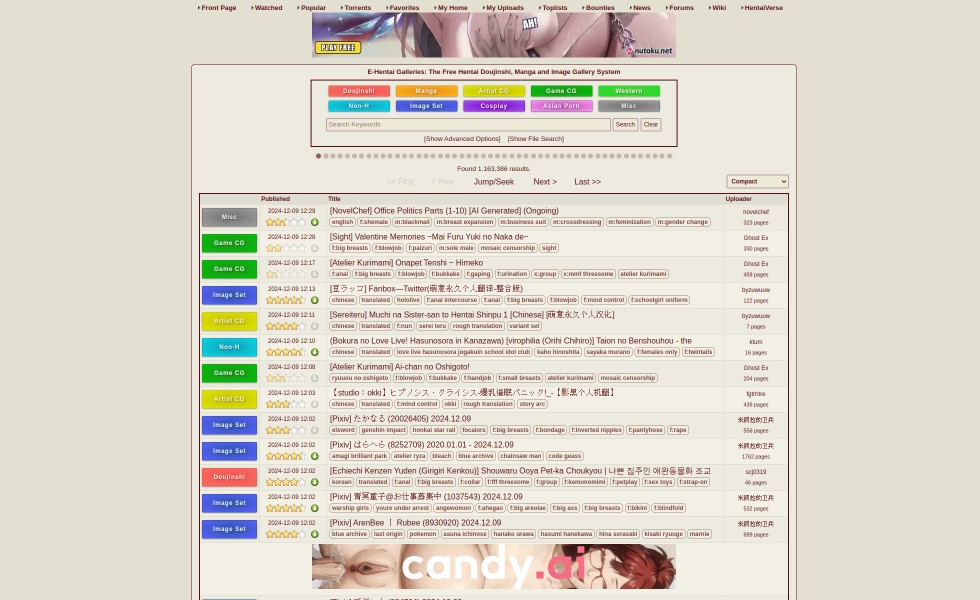 Front Page Watched Popular Torrents Favorites My Home My Uploads Toplists Bounties News Forums Wiki HentaiVerse
AH!
PLAY FREE
nutaku.net
E-Hentai Galleries: The Free Hentai Doujinshi, Manga and Image Gallery System
Doujinshi Manga Artist CG Game CG Western
Non-H Image Set Cosplay Asian Porn Misc
Search Keywords Search Clear
[Show Advanced Options] [Show File Search]
Found 1,163,386 results.
<< First < Prev Jump/Seek Next > Last >> Compact
Published Title Uploader
Misc 2024-12-09 12:29 [NovelChef] Office Politics Parts (1-10) [AI Generated] (Ongoing) novelchef
english f:shemale m:blackmail m:breast expansion m:business suit m:crossdressing m:feminization m:gender change 323 pages
Game CG 2024-12-09 12:28 [Sight] Valentine Memories ~Mai Furu Yuki no Naka de~ Ghost Ex
f:big breasts f:blowjob f:paizuri m:sole male mosaic censorship sight 330 pages
Game CG 2024-12-09 12:17 [Atelier Kurimami] Onapet Tenshi ~ Himeko Ghost Ex
f:anal f:big breasts f:blowjob f:bukkake f:gaping f:urination x:group x:mmf threesome atelier kurimami 459 pages
Image Set 2024-12-09 12:13 [豆ラッコ] Fanbox—Twitter(萌意永久个人翻译-整合版) byzuwuuw
chinese translated hololive f:anal intercourse f:anal f:big breasts f:blowjob f:mind control f:schoolgirl uniform 122 pages
Artist CG 2024-12-09 12:11 [Sereiteru] Muchi na Sister-san to Hentai Shinpu 1 [Chinese] [萌意永久个人汉化] byzuwuuw
chinese translated f:nun serei teru rough translation variant set 7 pages
Non-H 2024-12-09 12:10 (Bokura no Love Live! Hasunosora in Kanazawa) [virophilia (Orihi Chihiro)] Taion no Benshouhou - the ktum
chinese translated love live hasunosora jogakuin school idol club kaho hinoshita sayaka murano f:females only f:twintails 16 pages
Game CG 2024-12-09 12:08 [Atelier Kurimami] Ai-chan no Oshigoto! Ghost Ex
ryuuou no oshigoto f:blowjob f:bukkake f:handjob f:small breasts atelier kurimami mosaic censorship 204 pages
Artist CG 2024-12-09 12:03 【studio：okki】ヒプノシス・クライシス-爆乳催眠パニック!_-【影黑个人机翻】 fgtrhtre
chinese translated f:mind control okki rough translation story arc 439 pages
Image Set 2024-12-09 12:02 [Pixiv] たかなる (20026405) 2024.12.09 米照控的卫兵
elsword genshin impact honkai star rail focalors f:big breasts f:bondage f:inverted nipples f:pantyhose f:rape 556 pages
Image Set 2024-12-09 12:02 [Pixiv] はらへら (8252709) 2020.01.01 - 2024.12.09 米照控的卫兵
amagi brilliant park atelier ryza bleach blue archive chainsaw man code geass 1762 pages
Doujinshi 2024-12-09 12:02 [Echiechi Kenzen Yuden (Girigiri Kenkou)] Shouwaru Ooya Pet-ka Choukyou | 나쁜 집주인 애완동물화 조교 scj0319
korean translated f:anal f:big breasts f:collar f:fff threesome f:group f:kemonomimi f:petplay f:sex toys f:strap-on 46 pages
Image Set 2024-12-09 12:02 [Pixiv] 青冥童子@お仕事募集中 (1037543) 2024.12.09 米照控的卫兵
warship girls youre under arrest angewomon f:ahegao f:big areolae f:big ass f:big breasts f:bikini f:blindfold 532 pages
Image Set 2024-12-09 12:02 [Pixiv] ArenBee ｜ Rubee (8930920) 2024.12.09 米照控的卫兵
blue archive last origin pokemon asuna ichinose hanako urawa hasumi hanekawa hina sorasaki kisaki ryuuge marnie 699 pages
candy.ai